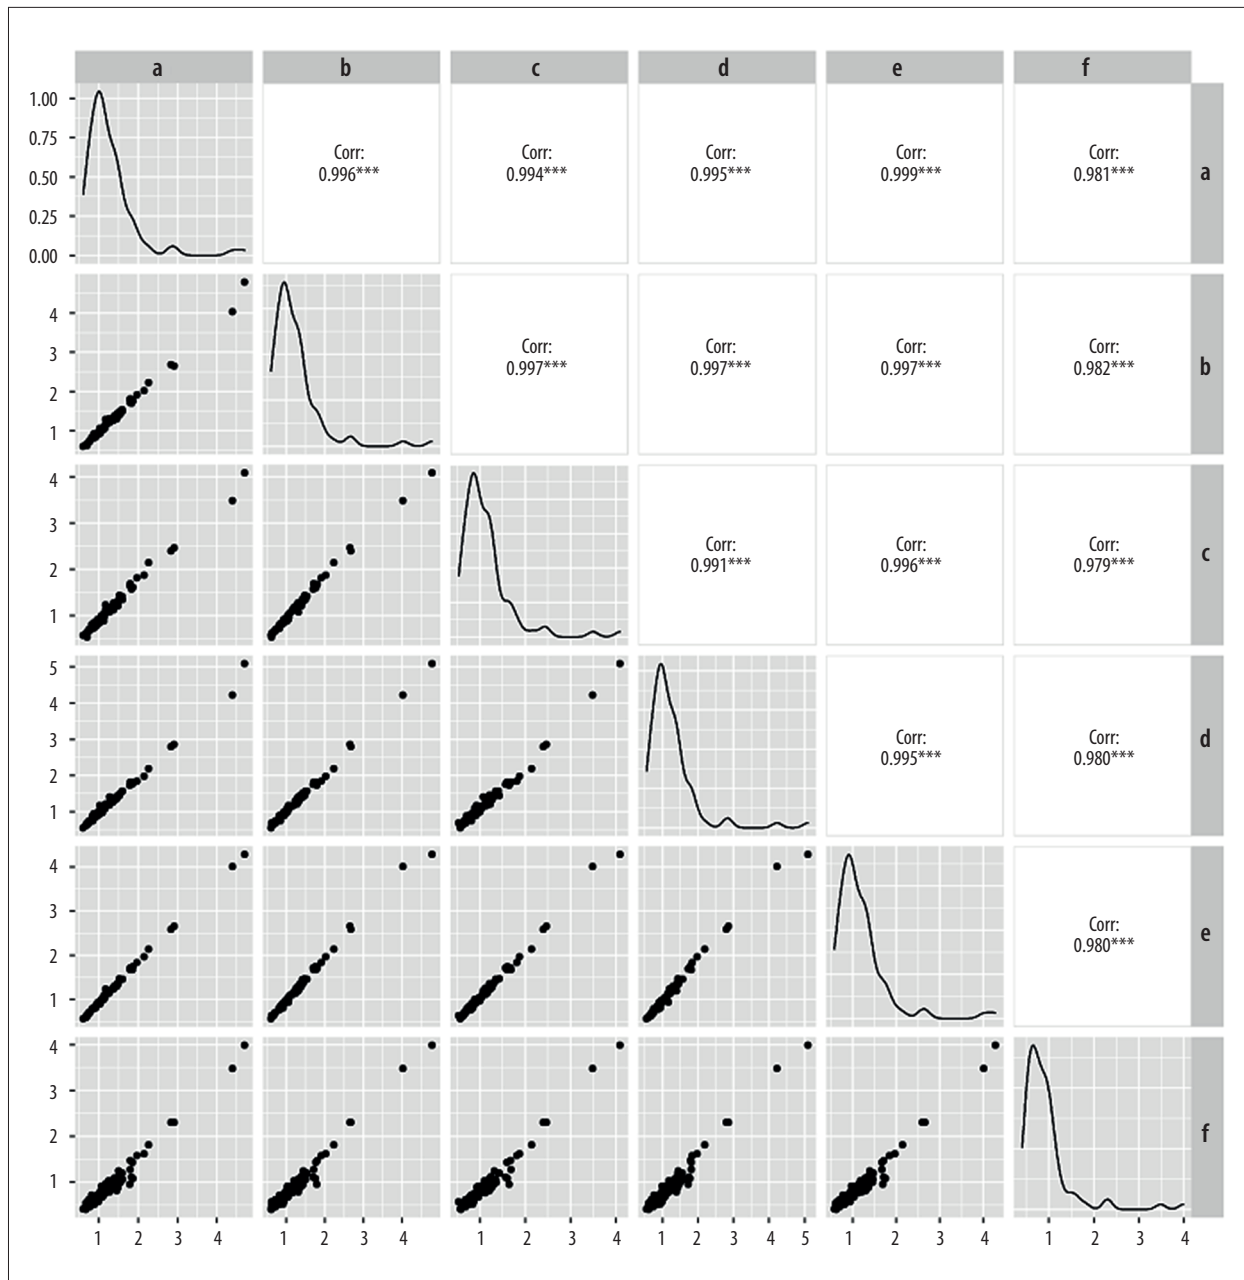 a b c d e f
1.00
0.75
0.50
0.25
0.00
Corr:
0.996***
Corr:
0.994***
Corr:
0.995***
Corr:
0.999***
Corr:
0.981***
a
4
3
2
1
Corr:
0.997***
Corr:
0.997***
Corr:
0.997***
Corr:
0.982***
b
4
3
2
1
Corr:
0.991***
Corr:
0.996***
Corr:
0.979***
c
5
4
3
2
1
Corr:
0.995***
Corr:
0.980***
d
4
3
2
1
Corr:
0.980***
e
4
3
2
1
f
1 2 3 4 1 2 3 4 1 2 3 4 1 2 3 4 5 1 2 3 4 1 2 3 4